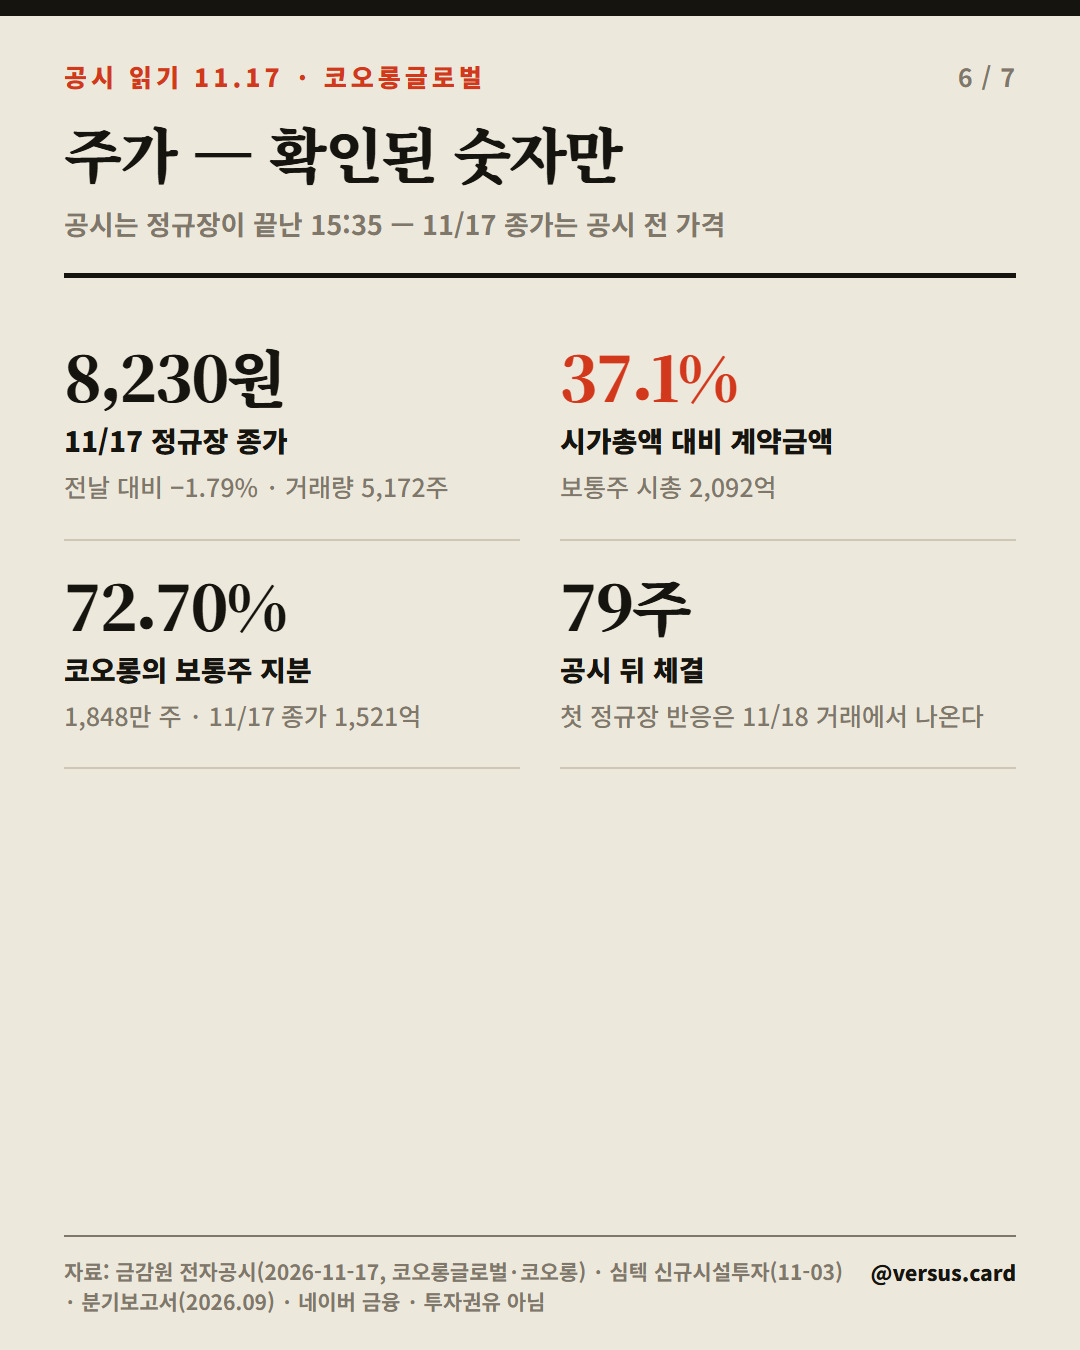 공시 읽기 11.17 · 코오롱글로벌
6 / 7
주가 — 확인된 숫자만
공시는 정규장이 끝난 15:35 — 11/17 종가는 공시 전 가격
8,230원
11/17 정규장 종가
전날 대비 −1.79% · 거래량 5,172주
37.1%
시가총액 대비 계약금액
보통주 시총 2,092억
72.70%
코오롱의 보통주 지분
1,848만 주 · 11/17 종가 1,521억
79주
공시 뒤 체결
첫 정규장 반응은 11/18 거래에서 나온다
자료: 금감원 전자공시(2026-11-17, 코오롱글로벌·코오롱) · 심텍 신규시설투자(11-03)
· 분기보고서(2026.09) · 네이버 금융 · 투자권유 아님
@versus.card